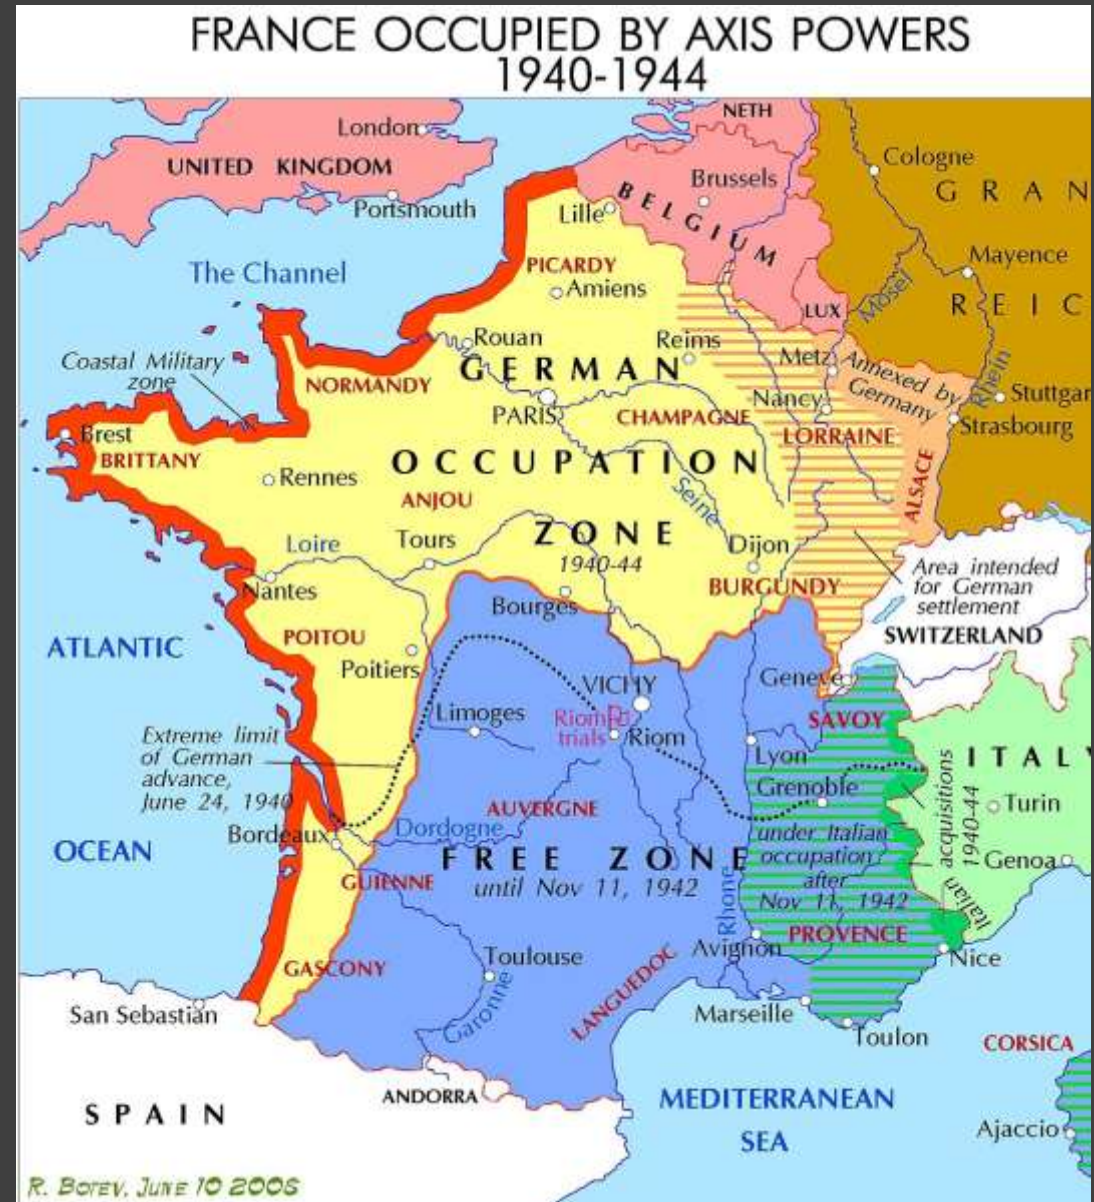 FRANCE OCCUPIED BY AXIS POWERS
1940-1944
NETH
London
UNITED KINGDOM
Portsmouth
Cologne
GRAN
Brussels
BELGIUM
Lille
The Channel
PICARDY
Amiens
Mayence
REIC
LUX
Mosel
Rouan
Reims
Metz
Annexed by
Germany
Rhein
Coastal Military
zone
NORMANDY
GERMAN
Nancy
Stuttgar
PARIS
CHAMPAGNE
LORRAINE
Strasbourg
Brest
BRITTANY
OCCUPATION
Rennes
ANJOU
Seine
ALSACE
ZONE
1940-44
Loire
Tours
Dijon
Area intended
for German
settlement
Nantes
Bourges
BURGUNDY
SWITZERLAND
ATLANTIC
POITOU
Poitiers
VICHY
Geneve
Limoges
Riom
trials
Riom
SAVOY
Extreme limit
of German
advance,
June 24, 1940
Lyon
ITALY
Grenoble
Turin
Italian acquisitions
1940-44
AUVERGNE
Bordeaux
Dordogne
under Italian
occupation
after
Nov 11, 1942
OCEAN
FREE ZONE
until Nov 11, 1942
Genoa
GUIENNE
Rhone
PROVENCE
Avignon
Nice
Toulouse
GASCONY
LANGUEDOC
Garonne
San Sebastian
Marseille
Toulon
CORSICA
ANDORRA
SPAIN
MEDITERRANEAN
SEA
Ajaccio
R. BOTEV, JUNE 10 2008